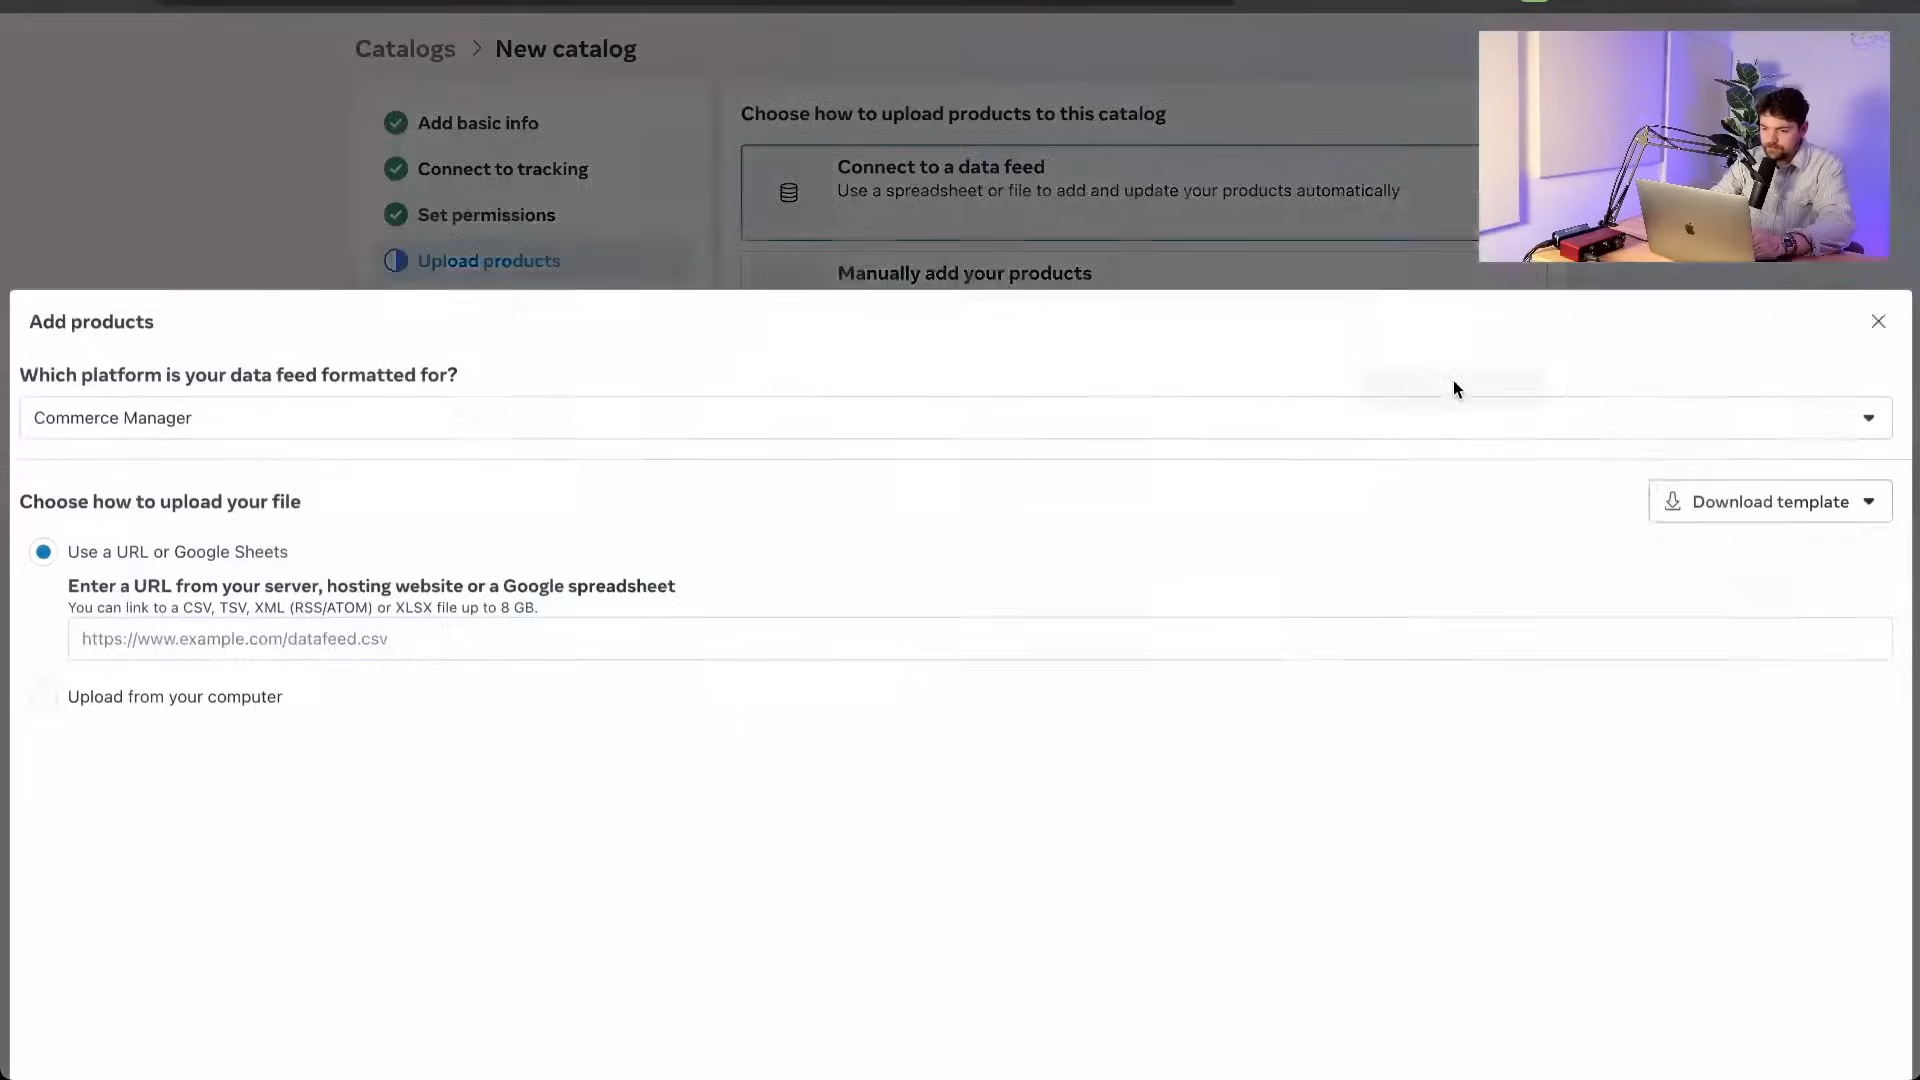 Catalogs > New catalog
Add basic info
Connect to tracking
Set permissions
Upload products
Choose how to upload products to this catalog
Connect to a data feed
Use a spreadsheet or file to add and update your products automatically
Manually add your products
Add products
Which platform is your data feed formatted for?
Commerce Manager
Choose how to upload your file
Download template
Use a URL or Google Sheets
Enter a URL from your server, hosting website or a Google spreadsheet
You can link to a CSV, TSV, XML (RSS/ATOM) or XLSX file up to 8 GB.
https://www.example.com/datafeed.csv
Upload from your computer